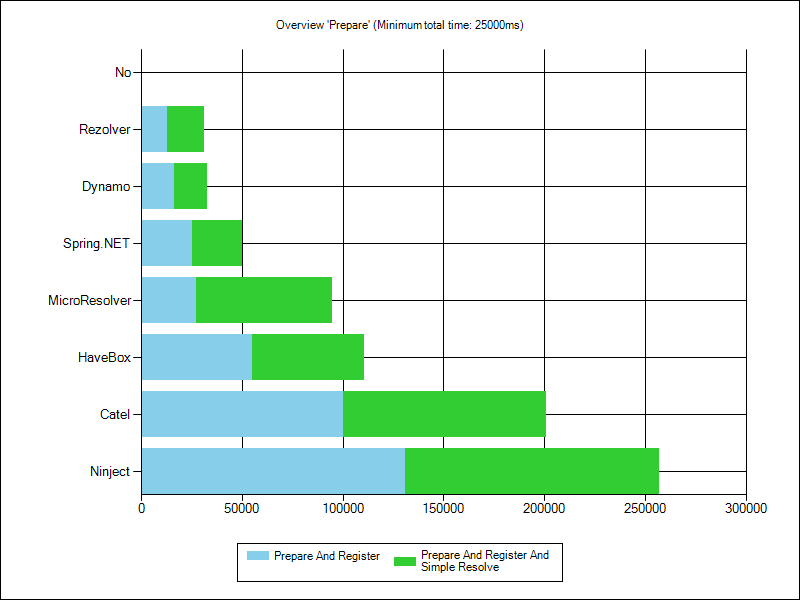 Overview 'Prepare' (Minimum total time: 25000ms)
No
Rezolver
Dynamo
Spring.NET
MicroResolver
HaveBox
Catel
Ninject
0 50000 100000 150000 200000 250000 300000
Prepare And Register
Prepare And Register And
Simple Resolve